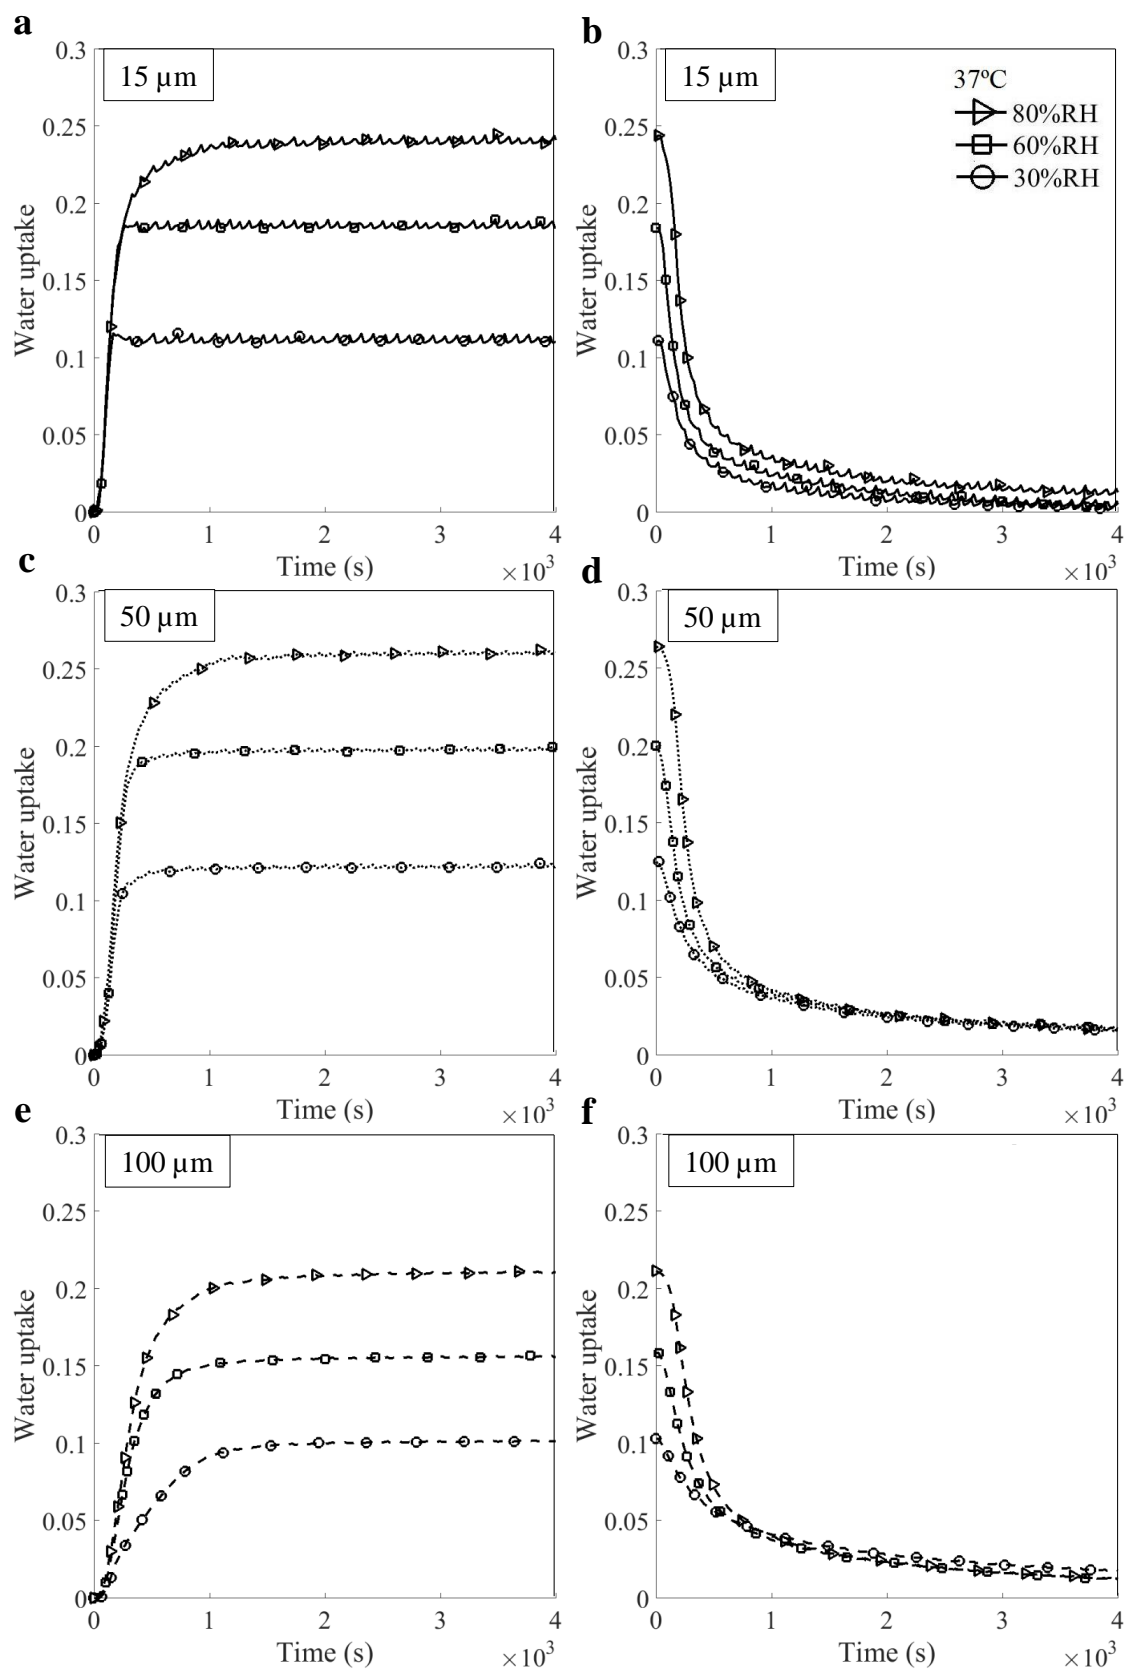 a
15 µm
0.3
0.25
0.2
0.15
0.1
0.05
0
Water uptake
0 1 2 3 4
Time (s)
×10³
b
15 µm
37ºC
80%RH
60%RH
30%RH
0.3
0.25
0.2
0.15
0.1
0.05
0
Water uptake
0 1 2 3 4
Time (s)
×10³
c
50 µm
0.3
0.25
0.2
0.15
0.1
0.05
0
Water uptake
0 1 2 3 4
Time (s)
×10³
d
50 µm
0.3
0.25
0.2
0.15
0.1
0.05
0
Water uptake
0 1 2 3 4
Time (s)
×10³
e
100 µm
0.3
0.25
0.2
0.15
0.1
0.05
0
Water uptake
0 1 2 3 4
Time (s)
×10³
f
100 µm
0.3
0.25
0.2
0.15
0.1
0.05
0
Water uptake
0 1 2 3 4
Time (s)
×10³